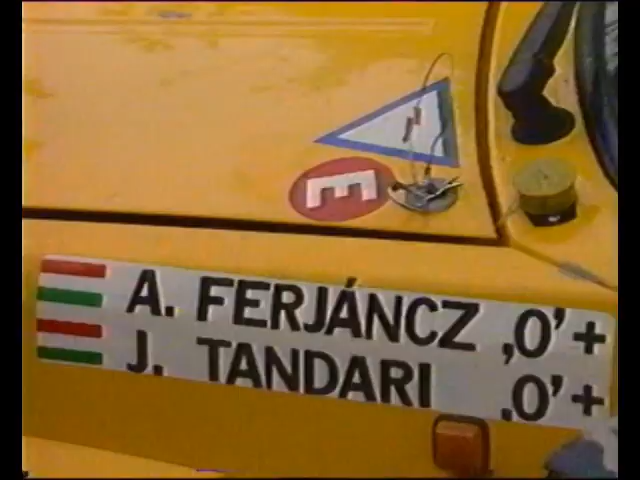 E
A. FERJÁNCZ ,0'+
J. TANDARI ,0'+